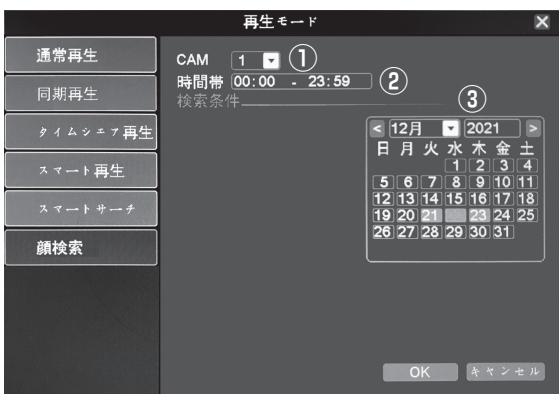 再生モード ×
通常再生
同期再生
タイムシェア再生
スマート再生
スマートサーチ
顔検索
CAM 1 ①
時間帯 00:00 - 23:59 ②
検索条件
③
< 12月 2021 >
日 月 火 水 木 金 土
1 2 3 4
5 6 7 8 9 10 11
12 13 14 15 16 17 18
19 20 21 23 24 25
26 27 28 29 30 31
OK キャンセル